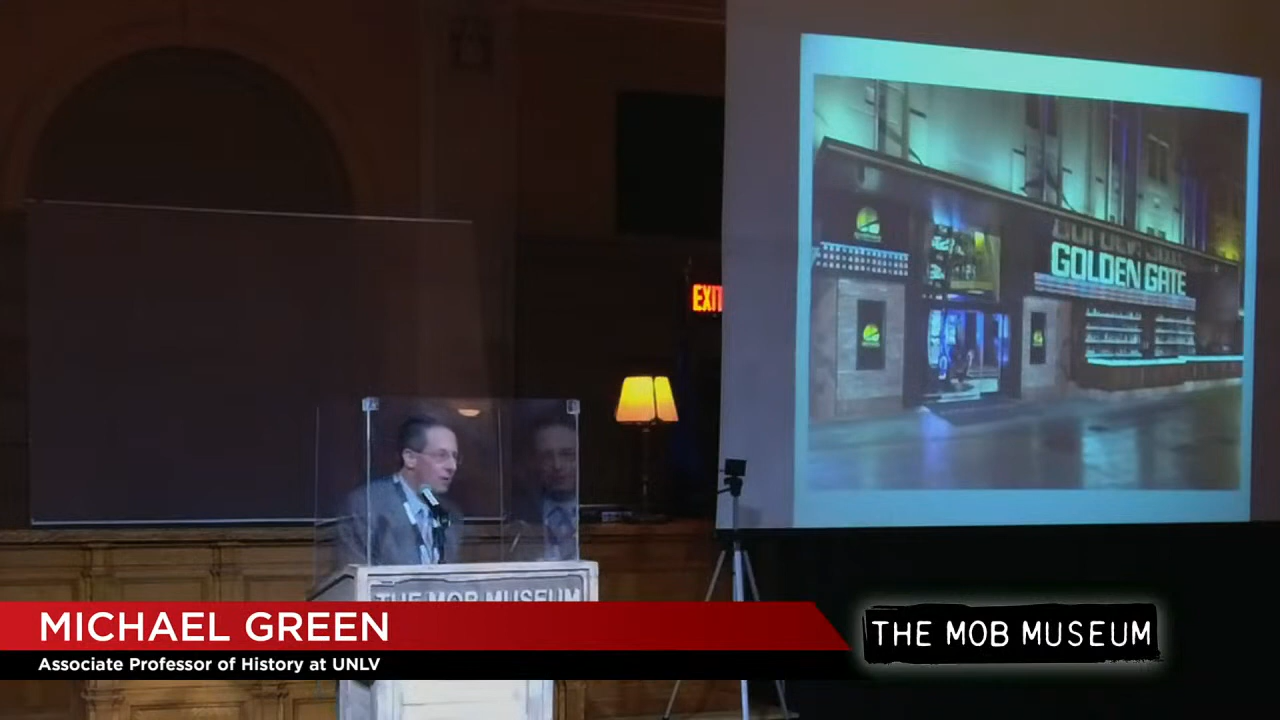 GOLDEN GATE
EXIT
THE MOB MUSEUM
MICHAEL GREEN
Associate Professor of History at UNLV
THE MOB MUSEUM